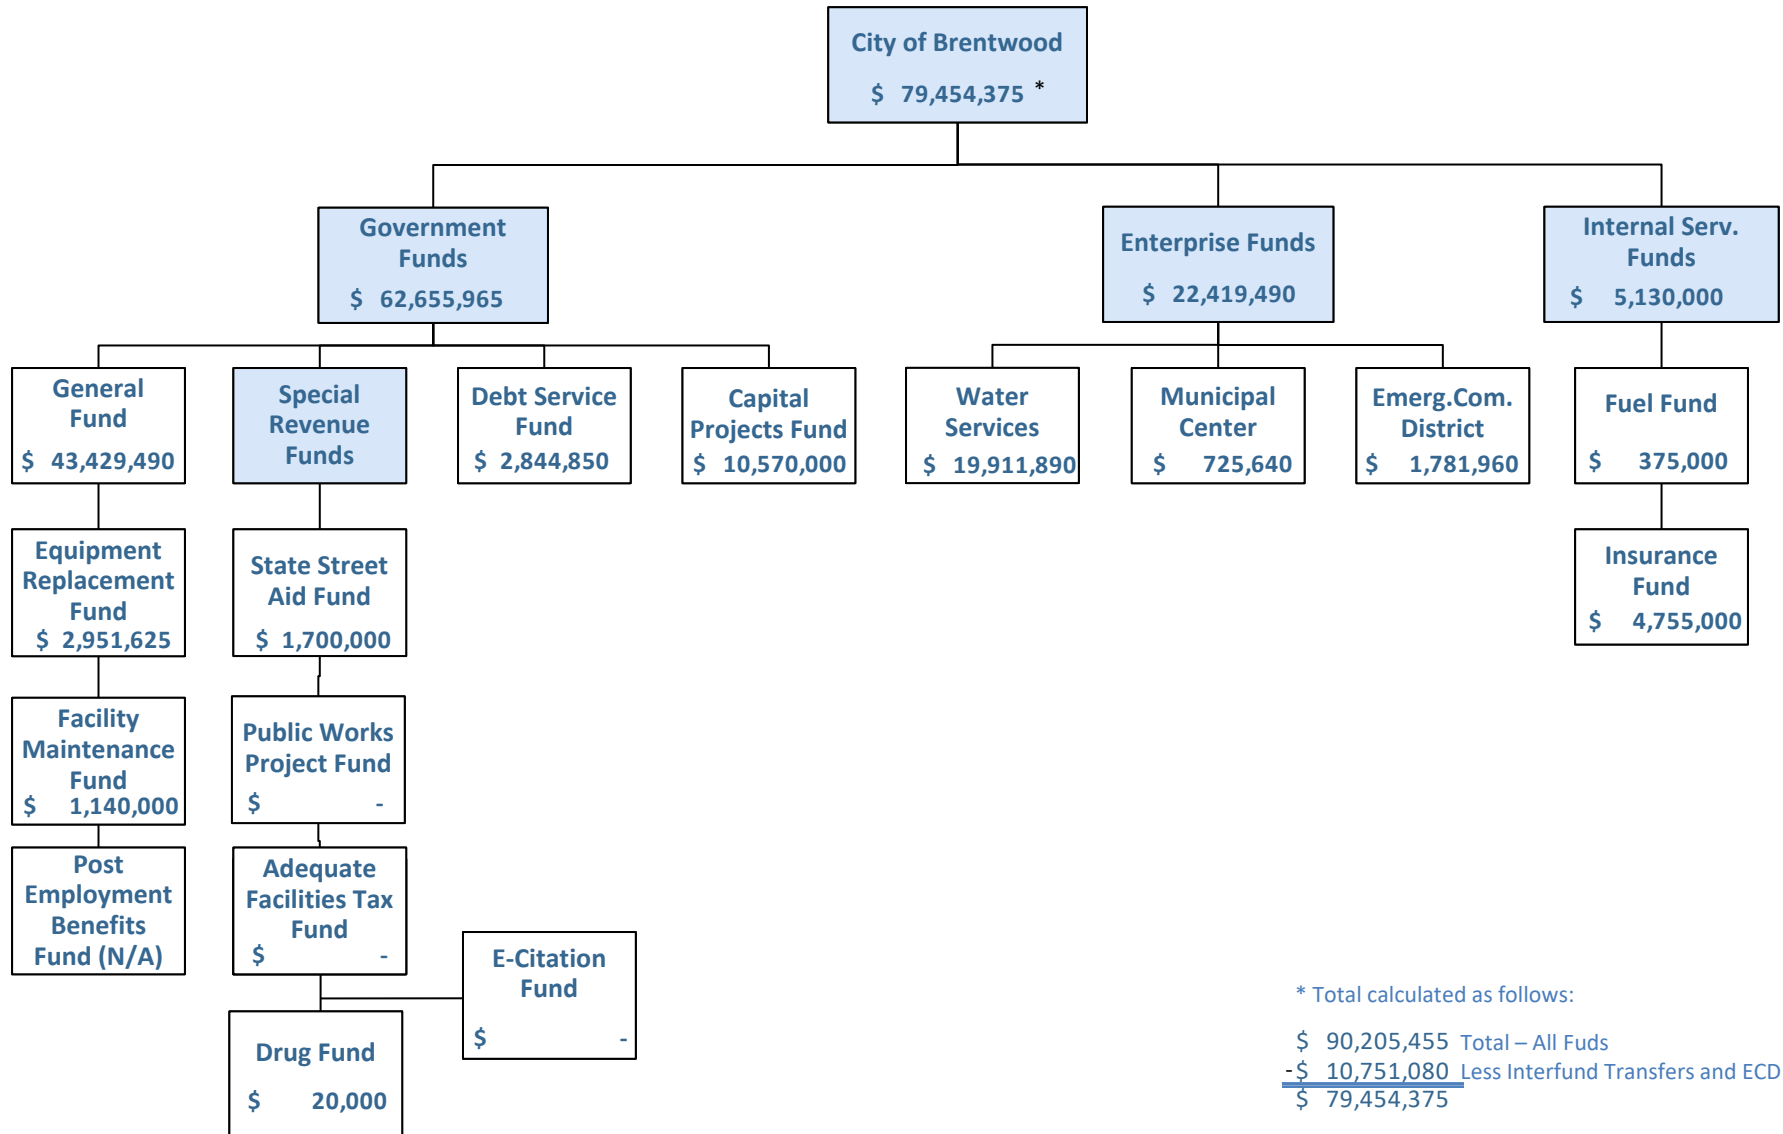 City of Brentwood
$ 79,454,375 *
Government
Funds
$ 62,655,965
Enterprise Funds
$ 22,419,490
Internal Serv.
Funds
$ 5,130,000
General
Fund
$ 43,429,490
Special
Revenue
Funds
Debt Service
Fund
$ 2,844,850
Capital
Projects Fund
$ 10,570,000
Water
Services
$ 19,911,890
Municipal
Center
$ 725,640
Emerg.Com.
District
$ 1,781,960
Fuel Fund
$ 375,000
Equipment
Replacement
Fund
$ 2,951,625
State Street
Aid Fund
$ 1,700,000
Insurance
Fund
$ 4,755,000
Facility
Maintenance
Fund
$ 1,140,000
Public Works
Project Fund
$ -
Post
Employment
Benefits
Fund (N/A)
Adequate
Facilities Tax
Fund
$ -
E-Citation
Fund
$ -
Drug Fund
$ 20,000
* Total calculated as follows:
$ 90,205,455 Total – All Fuds
-$ 10,751,080 Less Interfund Transfers and ECD
$ 79,454,375